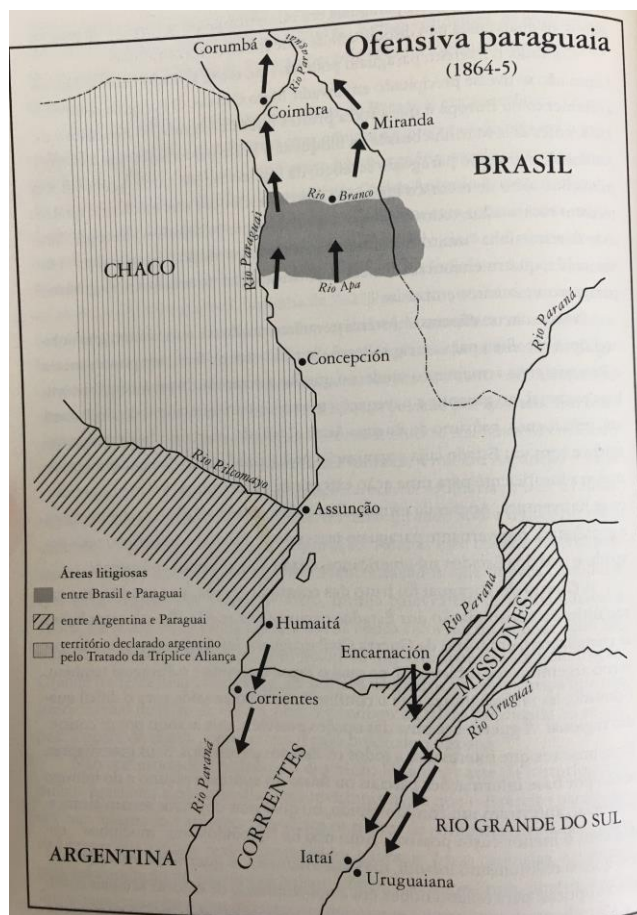 Ofensiva paraguaia
(1864-5)
Corumbá
Rio Paraguai
Coimbra
Miranda
BRASIL
Rio Branco
CHACO
Rio Paraguai
Rio Apa
Rio Paraná
Concepción
Rio Pilcomayo
Assunção
Áreas litigiosas
entre Brasil e Paraguai
entre Argentina e Paraguai
território declarado argentino
pelo Tratado da Tríplice Aliança
Humaitá
Encarnación
Rio Paraná
MISSIONES
Rio Uruguai
Corrientes
Rio Paraná
CORRIENTES
RIO GRANDE DO SUL
ARGENTINA
Iataí
Uruguaiana